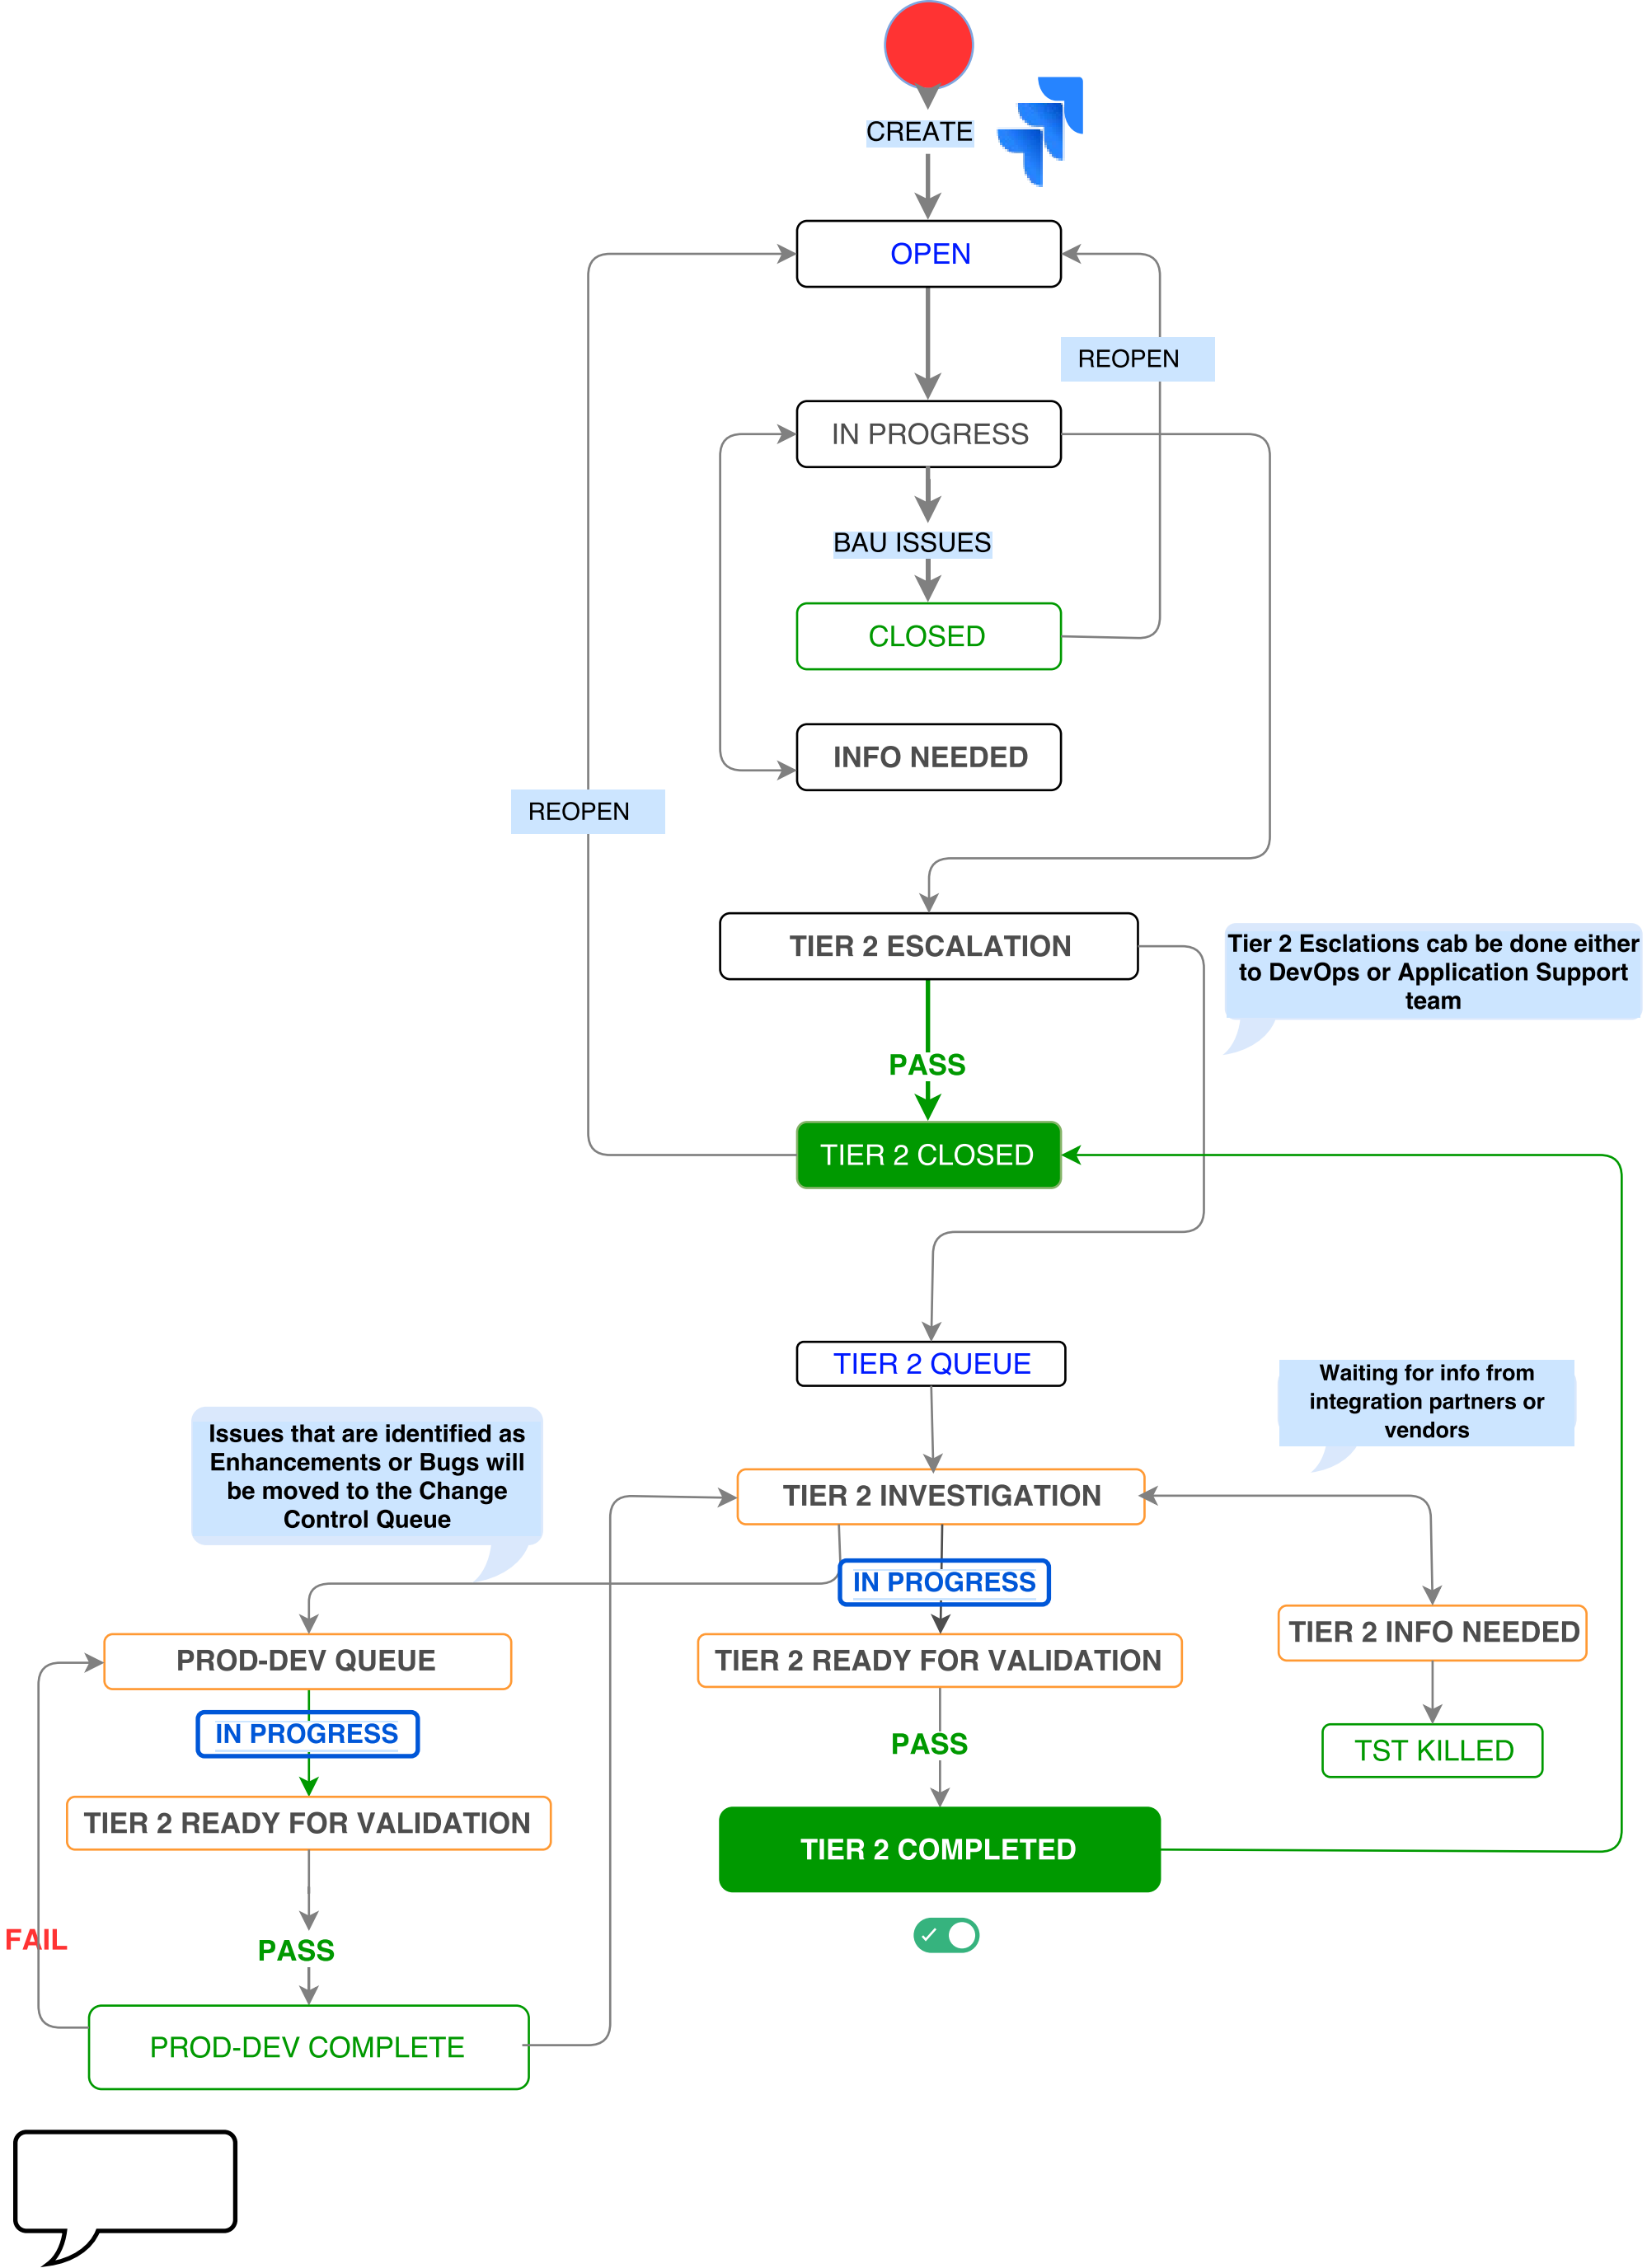 CREATE
OPEN
REOPEN
IN PROGRESS
BAU ISSUES
CLOSED
INFO NEEDED
REOPEN
TIER 2 ESCALATION
Tier 2 Esclations cab be done either
to DevOps or Application Support
team
PASS
TIER 2 CLOSED
TIER 2 QUEUE
Waiting for info from
integration partners or
vendors
Issues that are identified as
Enhancements or Bugs will
be moved to the Change
Control Queue
TIER 2 INVESTIGATION
IN PROGRESS
TIER 2 INFO NEEDED
PROD-DEV QUEUE
TIER 2 READY FOR VALIDATION
IN PROGRESS
PASS
TST KILLED
TIER 2 READY FOR VALIDATION
TIER 2 COMPLETED
FAIL
PASS
PROD-DEV COMPLETE